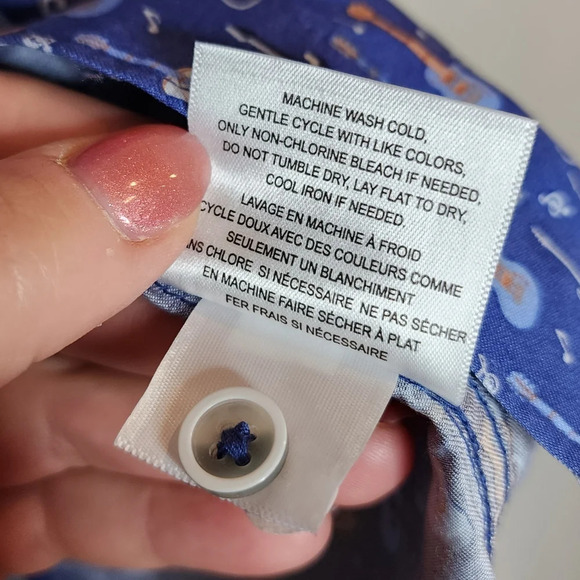 MACHINE WASH COLD,
GENTLE CYCLE WITH LIKE COLORS,
ONLY NON-CHLORINE BLEACH IF NEEDED,
DO NOT TUMBLE DRY, LAY FLAT TO DRY,
COOL IRON IF NEEDED
LAVAGE EN MACHINE À FROID
CYCLE DOUX AVEC DES COULEURS COMME
SEULEMENT UN BLANCHIMENT
ANS CHLORE SI NÉCESSAIRE NE PAS SÉCHER
EN MACHINE FAIRE SÉCHER À PLAT
FER FRAIS SI NÉCESSAIRE